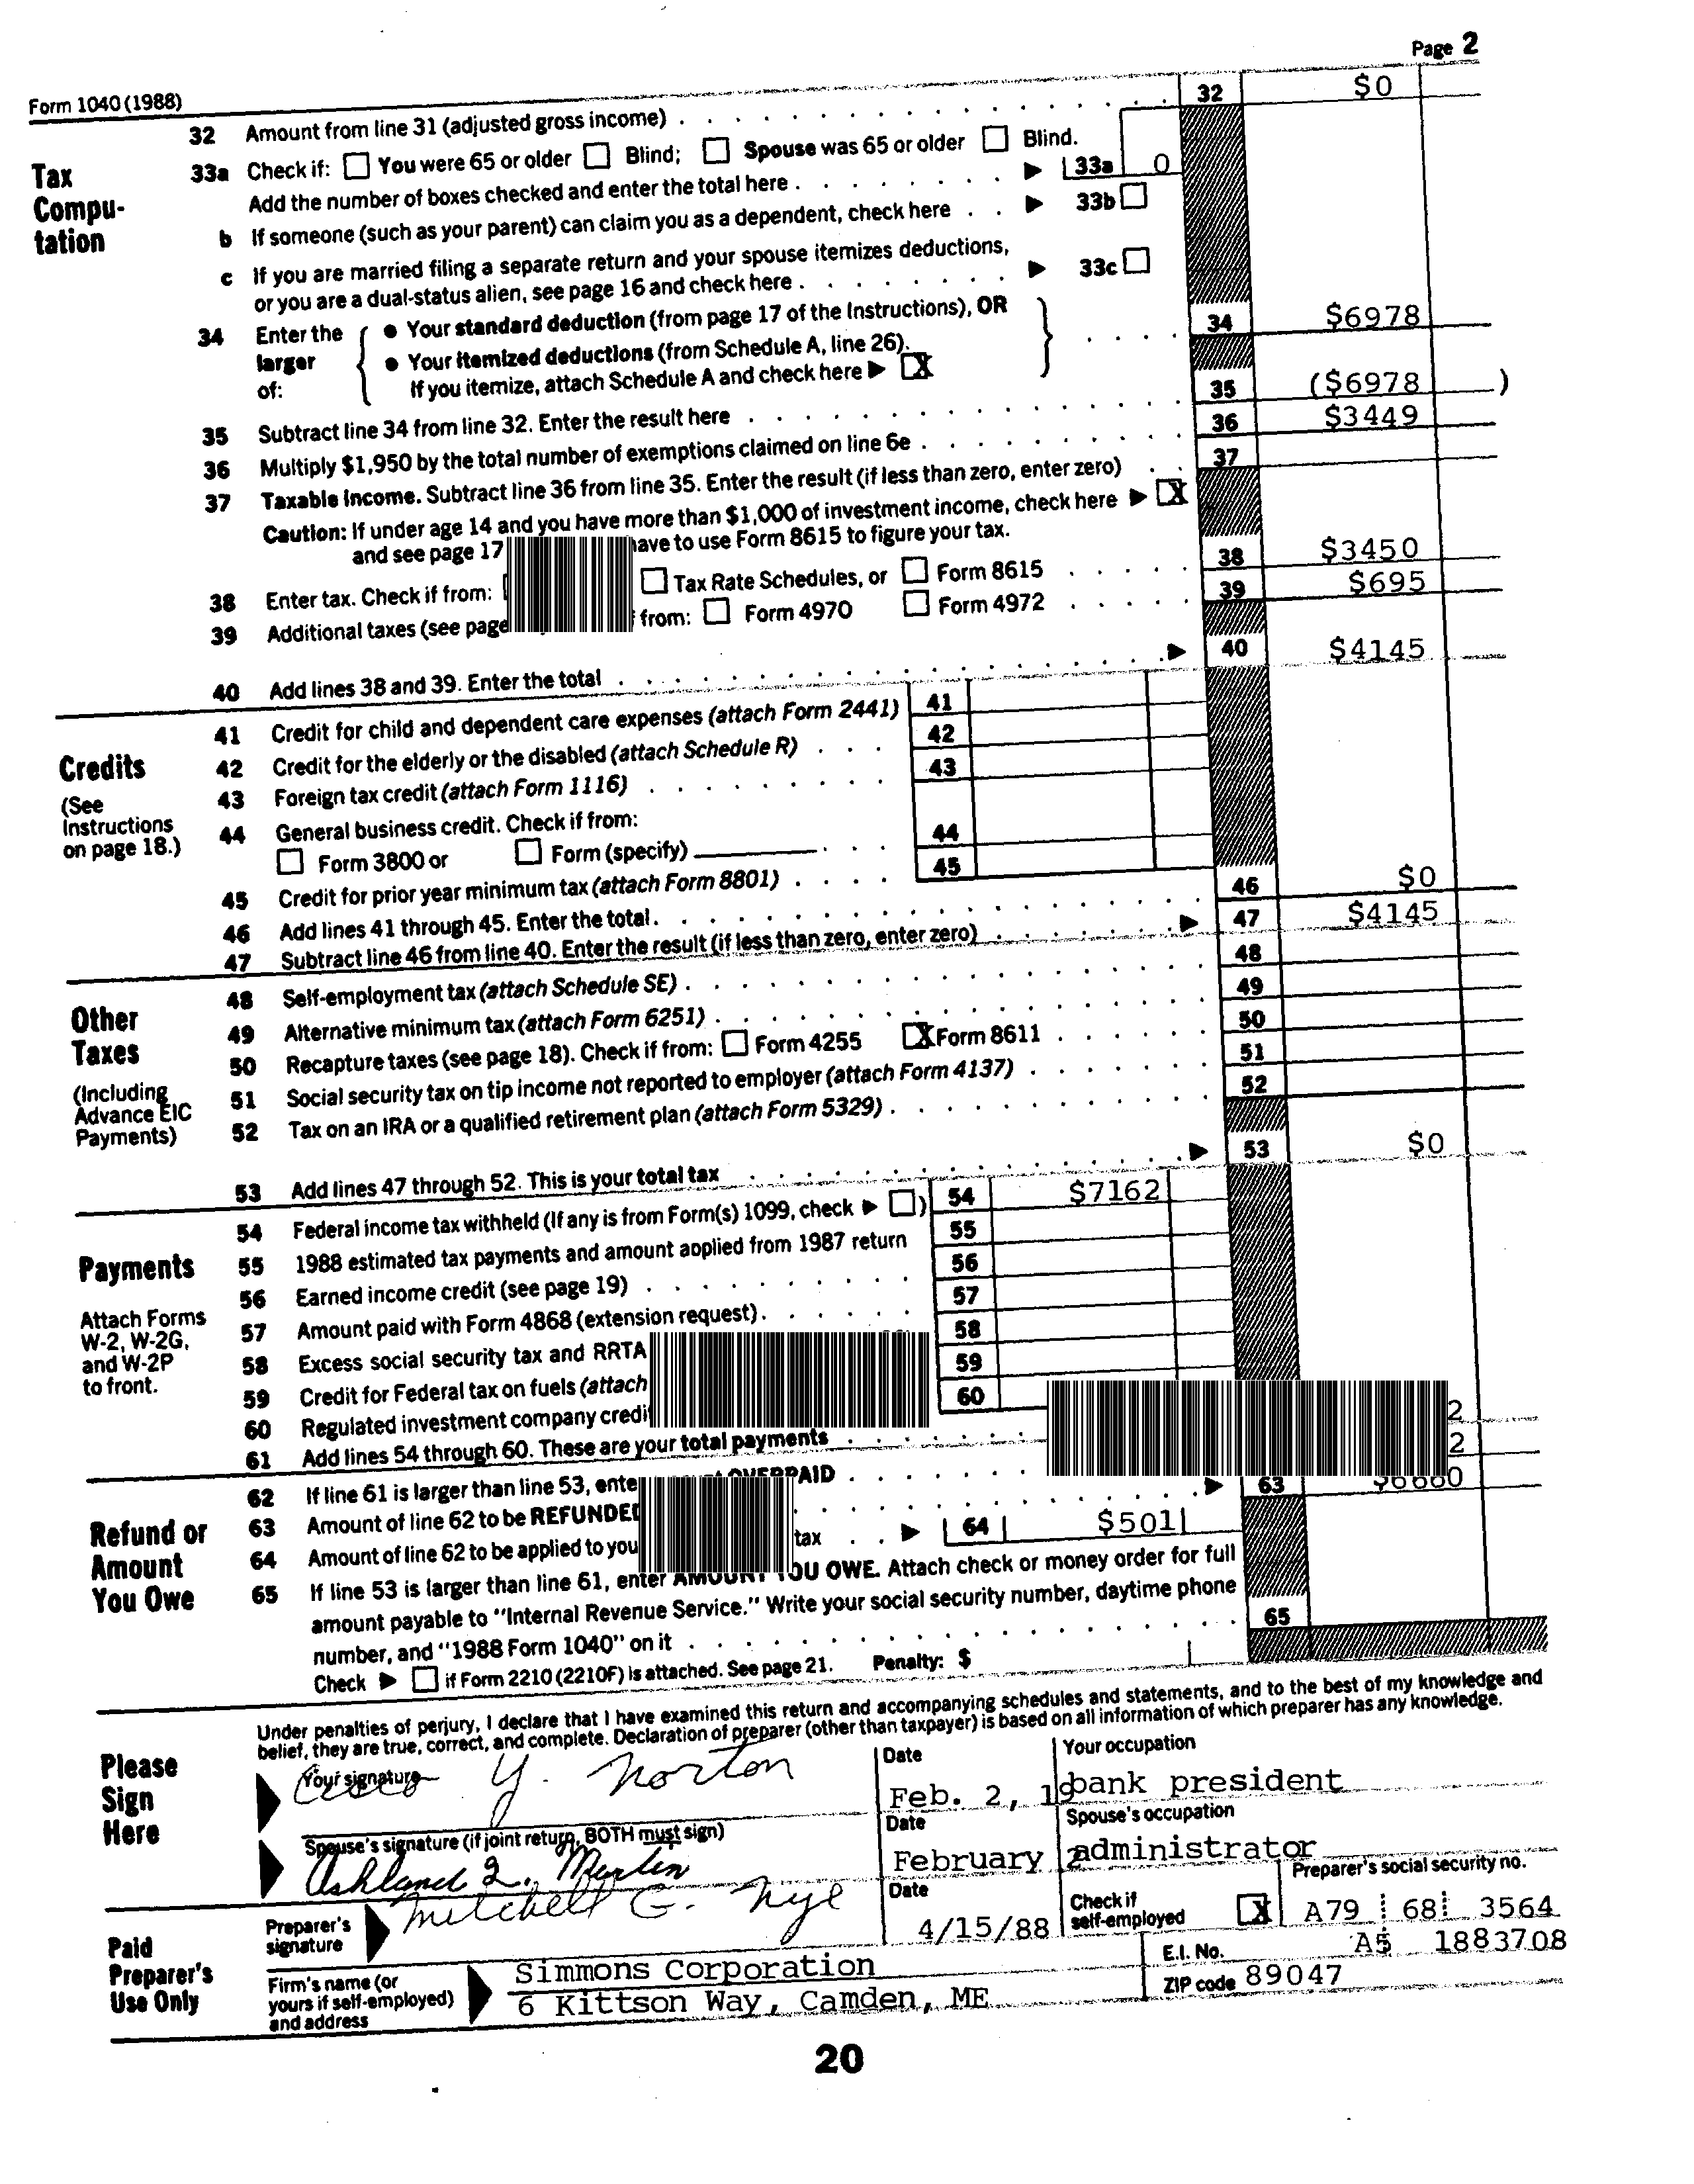 Page 2
Form 1040 (1988)
Tax Compu-
tation
32 Amount from line 31 (adjusted gross income) . . . 32 $0
33a Check if: ☐ You were 65 or older ☐ Blind; ☐ Spouse was 65 or older ☐ Blind.
Add the number of boxes checked and enter the total here . . . ▶ 33a 0
b If someone (such as your parent) can claim you as a dependent, check here . . ▶ 33b ☐
c If you are married filing a separate return and your spouse itemizes deductions,
or you are a dual-status alien, see page 16 and check here . . . ▶ 33c ☐
34 Enter the larger of: { ● Your standard deduction (from page 17 of the Instructions), OR
● Your itemized deductions (from Schedule A, line 26).
If you itemize, attach Schedule A and check here ▶ ☒ } . . . 34 $6978
35 Subtract line 34 from line 32. Enter the result here . . . 35 ($6978 )
36 Multiply $1,950 by the total number of exemptions claimed on line 6e . . . 36 $3449
37 Taxable income. Subtract line 36 from line 35. Enter the result (if less than zero, enter zero) . . 37
Caution: If under age 14 and you have more than $1,000 of investment income, check here ▶ ☒
and see page 17 ave to use Form 8615 to figure your tax.
38 Enter tax. Check if from: ☐ Tax Rate Schedules, or ☐ Form 8615 . . . 38 $3450
39 Additional taxes (see page from: ☐ Form 4970 ☐ Form 4972 . . . 39 $695
40 Add lines 38 and 39. Enter the total . . . ▶ 40 $4145
Credits
(See
Instructions
on page 18.)
41 Credit for child and dependent care expenses (attach Form 2441) 41
42 Credit for the elderly or the disabled (attach Schedule R) . . . 42
43 Foreign tax credit (attach Form 1116) . . . 43
44 General business credit. Check if from:
☐ Form 3800 or ☐ Form (specify) . . . 44
45 Credit for prior year minimum tax (attach Form 8801) . . . 45
46 Add lines 41 through 45. Enter the total . . . 46 $0
47 Subtract line 46 from line 40. Enter the result (if less than zero, enter zero) . . . ▶ 47 $4145
Other
Taxes
(Including
Advance EIC
Payments)
48 Self-employment tax (attach Schedule SE) . . . 48
49 Alternative minimum tax (attach Form 6251) . . . 49
50 Recapture taxes (see page 18). Check if from: ☐ Form 4255 ☒ Form 8611 . . . 50
51 Social security tax on tip income not reported to employer (attach Form 4137) . . . 51
52 Tax on an IRA or a qualified retirement plan (attach Form 5329) . . . 52
53 Add lines 47 through 52. This is your total tax . . . ▶ 53 $0
Payments
Attach Forms
W-2, W-2G,
and W-2P
to front.
54 Federal income tax withheld (If any is from Form(s) 1099, check ▶ ☐) 54 $7162
55 1988 estimated tax payments and amount applied from 1987 return 55
56 Earned income credit (see page 19) . . . 56
57 Amount paid with Form 4868 (extension request) . . . 57
58 Excess social security tax and RRTA 58
59 Credit for Federal tax on fuels (attach 59
60 Regulated investment company credi 60
61 Add lines 54 through 60. These are your total payments . . . 2
Refund or
Amount
You Owe
62 If line 61 is larger than line 53, ente OVERPAID . . . 2
63 Amount of line 62 to be REFUNDED . . . ▶ 63 $6660
64 Amount of line 62 to be applied to you tax . . ▶ 64 $501
65 If line 53 is larger than line 61, enter AMOUNT YOU OWE. Attach check or money order for full
amount payable to "Internal Revenue Service." Write your social security number, daytime phone
number, and "1988 Form 1040" on it . . . 65
Check ▶ ☐ if Form 2210 (2210F) is attached. See page 21. Penalty: $
Please
Sign
Here
Under penalties of perjury, I declare that I have examined this return and accompanying schedules and statements, and to the best of my knowledge and
belief, they are true, correct, and complete. Declaration of preparer (other than taxpayer) is based on all information of which preparer has any knowledge.
Your signature Cisco Y. Norton Date Feb. 2, 19 Your occupation bank president
Spouse's signature (if joint return, BOTH must sign) Ashland Q. Merlin Date February 2 Spouse's occupation administrator
Paid
Preparer's
Use Only
Preparer's signature Mitchell G. Nye Date 4/15/88 Check if self-employed ☒ Preparer's social security no. A79 68 3564
Firm's name (or
yours if self-employed)
and address
Simmons Corporation E.I. No. A5 1883708
6 Kittson Way, Camden, ME ZIP code 89047
20